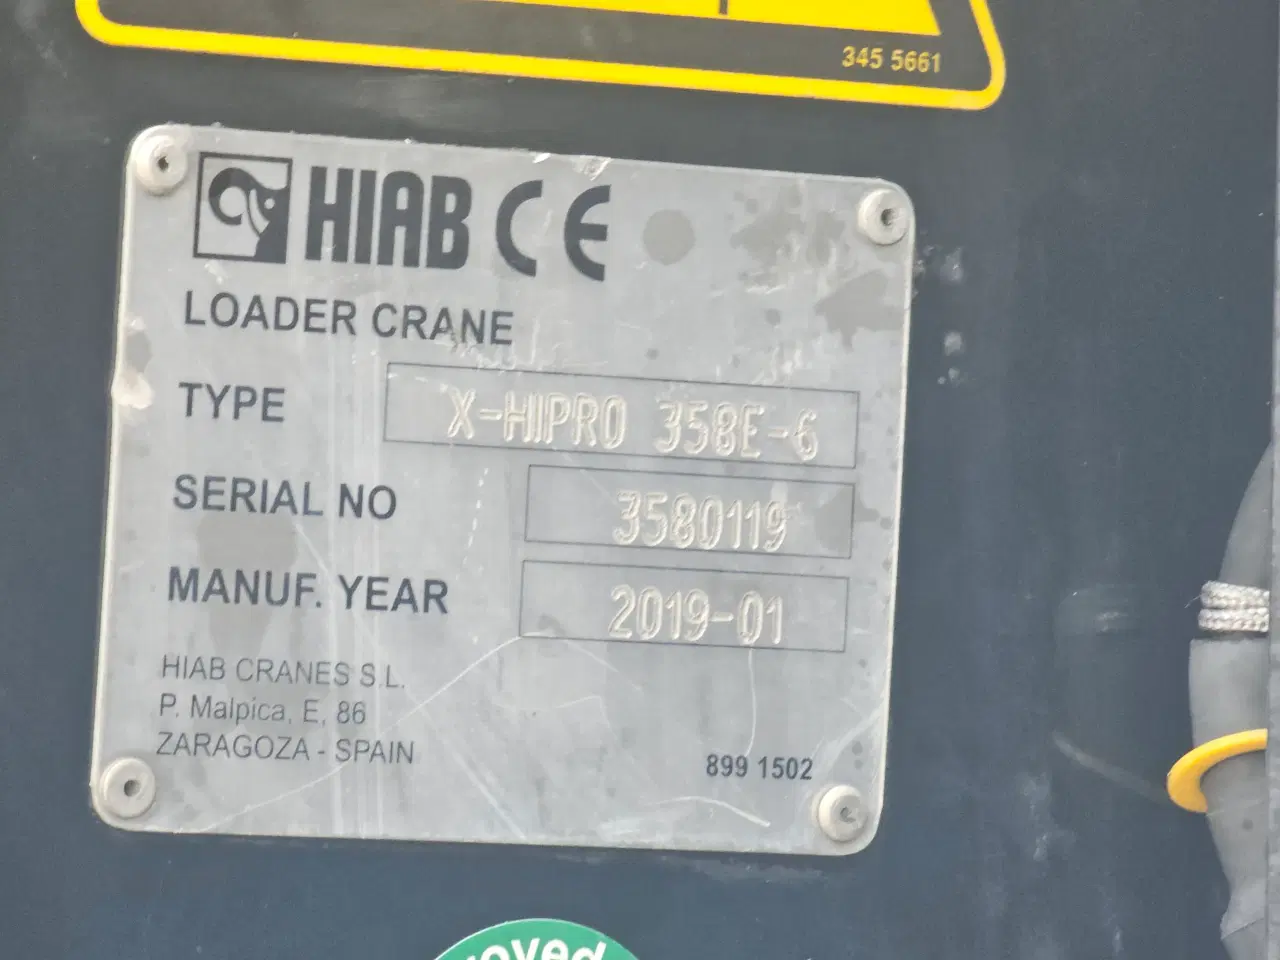 345 5661
HIAB CE
LOADER CRANE
TYPE X-HIPRO 358E-6
SERIAL NO 3580119
MANUF. YEAR 2019-01
HIAB CRANES S.L.
P. Malpica, E, 86
ZARAGOZA - SPAIN
899 1502